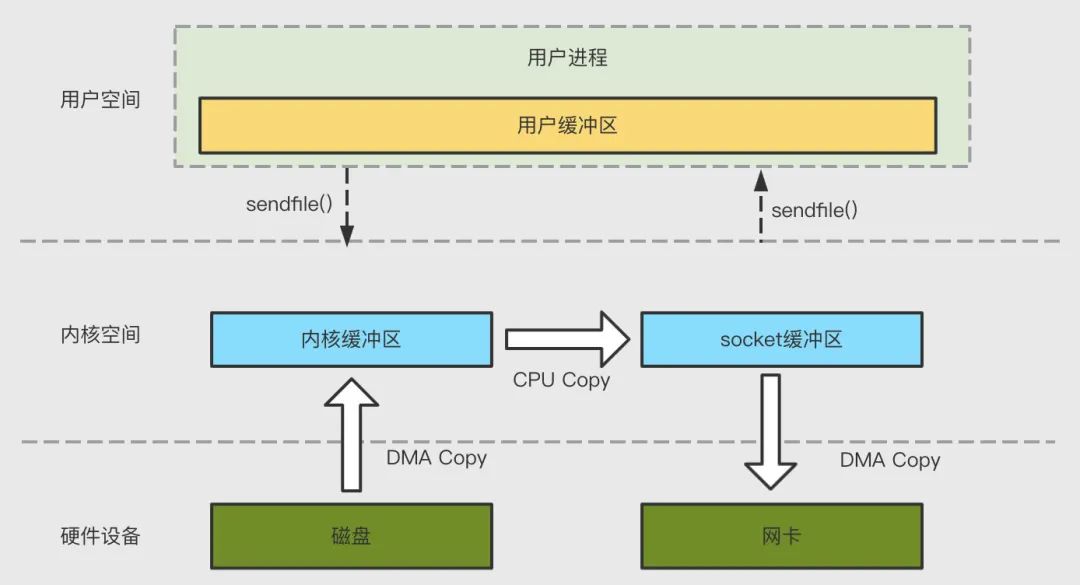 用户进程
用户空间
用户缓冲区
sendfile()
sendfile()
内核空间
内核缓冲区
socket缓冲区
CPU Copy
DMA Copy
DMA Copy
硬件设备
磁盘
网卡